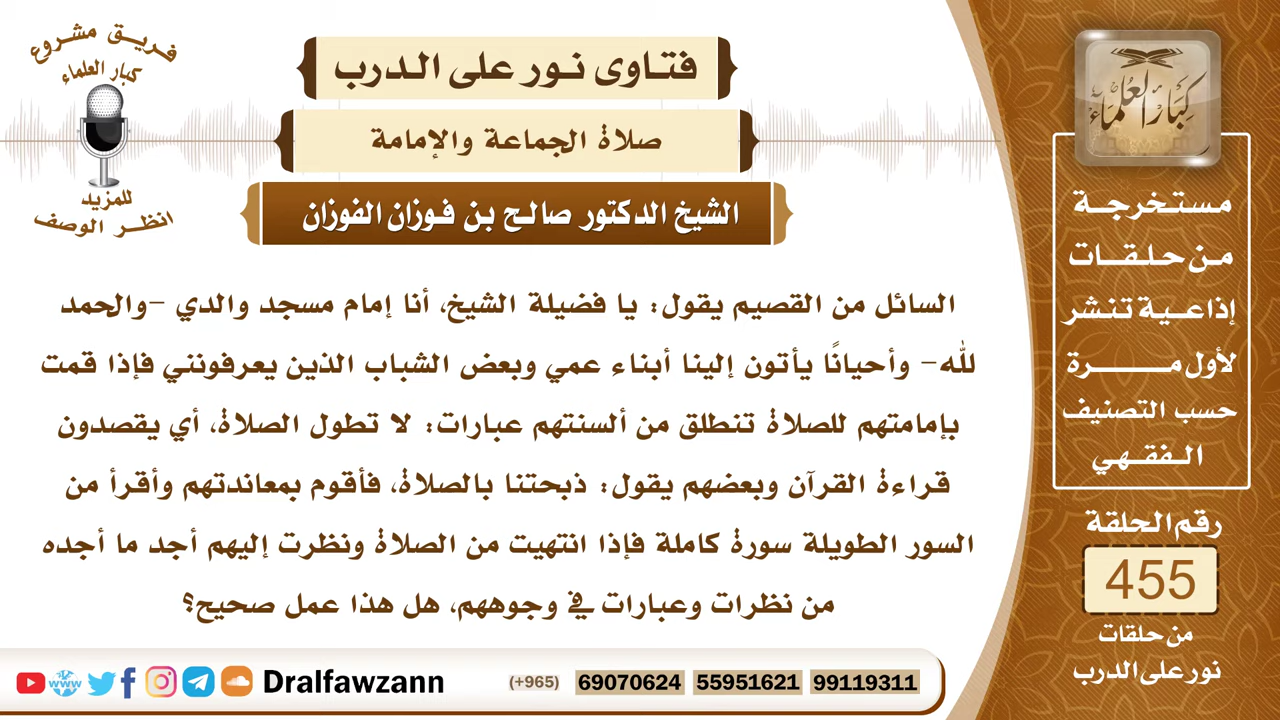 فريق مشروع
كبار العلماء
للمزيد
انظر الوصف
فتاوى نور على الدرب
صلاة الجماعة والإمامة
الشيخ الدكتور صالح بن فوزان الفوزان
السائل من القصيم يقول: يا فضيلة الشيخ، أنا إمام مسجد والدي -والحمد
لله- وأحيانًا يأتون إلينا أبناء عمي وبعض الشباب الذين يعرفونني فإذا قمت
بإمامتهم للصلاة تنطلق من ألسنتهم عبارات: لا تطول الصلاة، أي يقصدون
قراءة القرآن وبعضهم يقول: ذبحتنا بالصلاة، فأقوم بمعاندتهم وأقرأ من
السور الطويلة سورة كاملة فإذا انتهيت من الصلاة ونظرت إليهم أجد ما أجده
من نظرات وعبارات في وجوههم، هل هذا عمل صحيح؟
كبار العلماء
مستخرجة
من حلقات
إذاعية تنشر
لأول مرة
حسب التصنيف
الفقهي
رقم الحلقة
455
من حلقات
نور على الدرب
www Dralfawzann (+965) 69070624 55951621 99119311